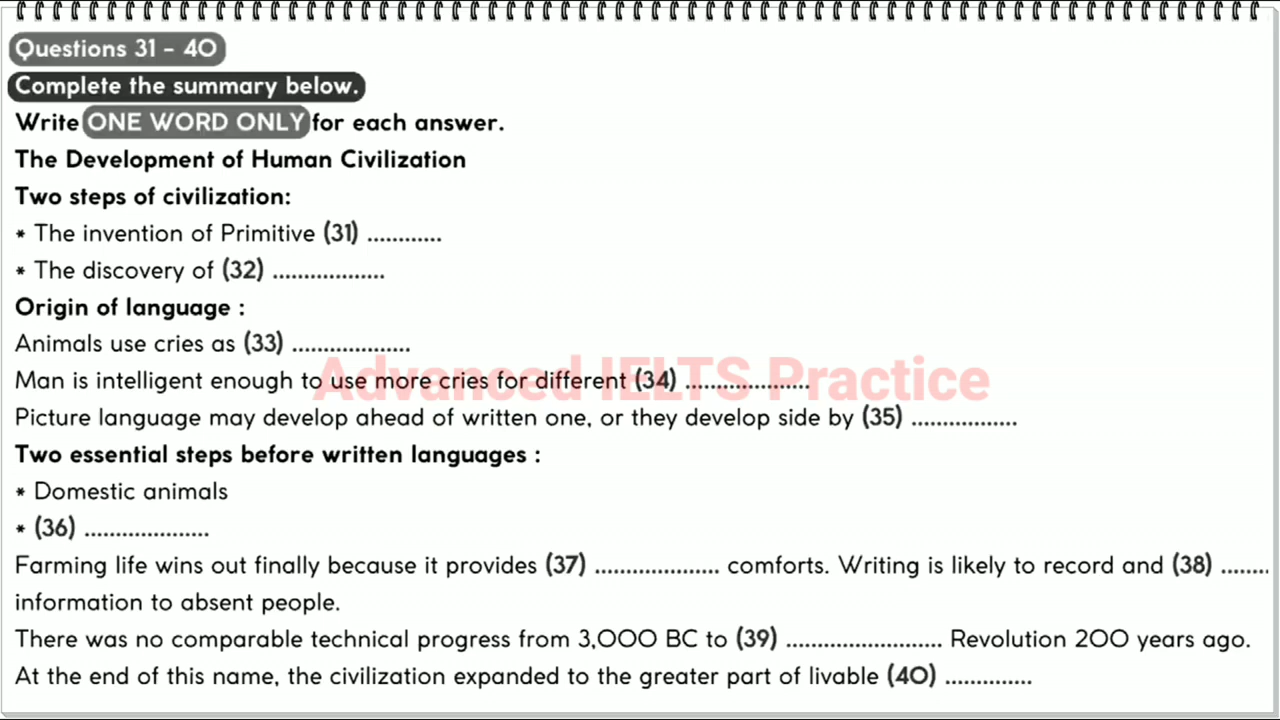 Questions 31 - 40
Complete the summary below.
Write ONE WORD ONLY for each answer.
The Development of Human Civilization
Two steps of civilization:
* The invention of Primitive (31) ............
* The discovery of (32) ...................
Origin of language :
Animals use cries as (33) ...................
Advanced IELTS Practice
Man is intelligent enough to use more cries for different (34) ....................
Picture language may develop ahead of written one, or they develop side by (35) .................
Two essential steps before written languages :
* Domestic animals
* (36) ....................
Farming life wins out finally because it provides (37) .................... comforts. Writing is likely to record and (38) ........
information to absent people.
There was no comparable technical progress from 3,000 BC to (39) ......................... Revolution 200 years ago.
At the end of this name, the civilization expanded to the greater part of livable (40) ..............